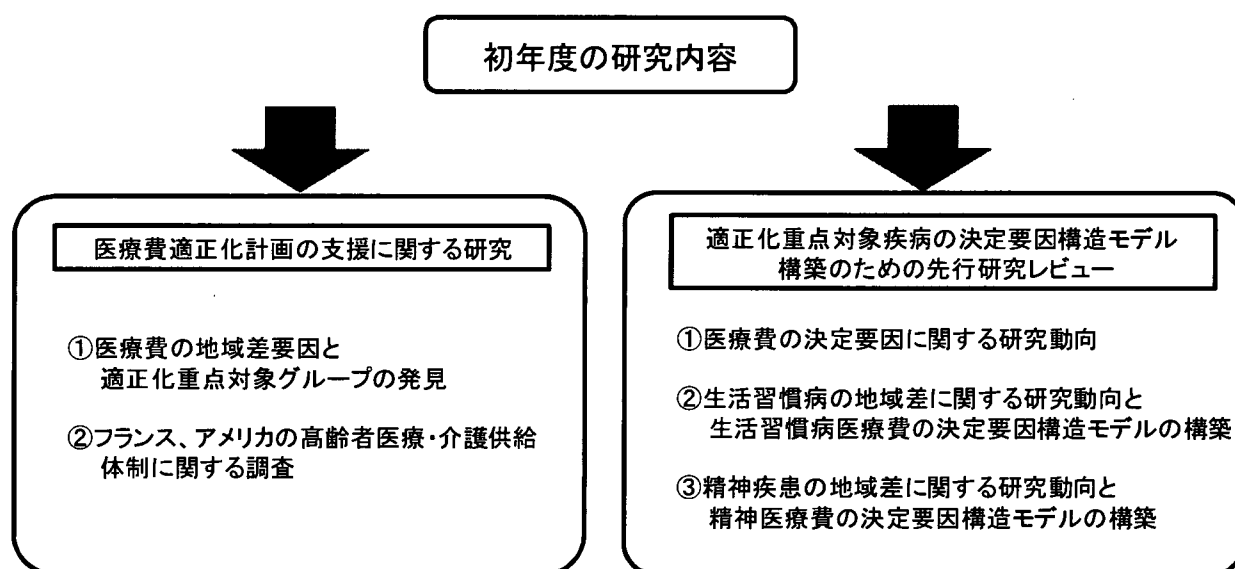 初年度の研究内容
医療費適正化計画の支援に関する研究
①医療費の地域差要因と
適正化重点対象グループの発見
②フランス、アメリカの高齢者医療・介護供給
体制に関する調査
適正化重点対象疾病の決定要因構造モデル
構築のための先行研究レビュー
①医療費の決定要因に関する研究動向
②生活習慣病の地域差に関する研究動向と
生活習慣病医療費の決定要因構造モデルの構築
③精神疾患の地域差に関する研究動向と
精神医療費の決定要因構造モデルの構築